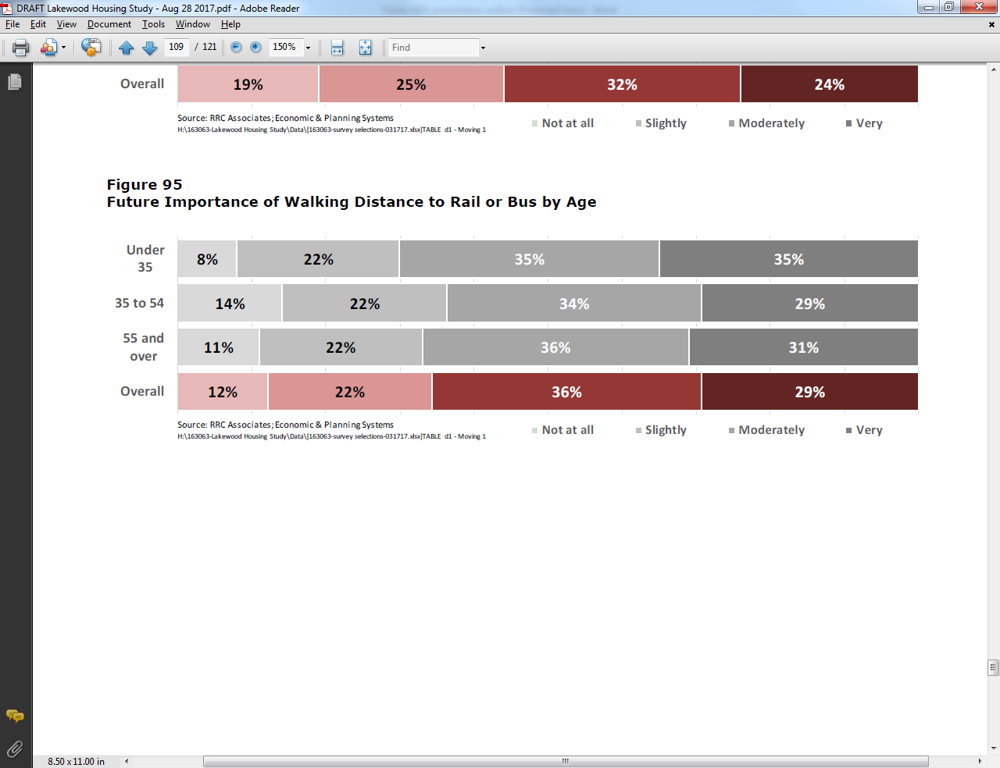 DRAFT Lakewood Housing Study - Aug 28 2017.pdf - Adobe Reader
File Edit View Document Tools Window Help
109 / 121 150% Find
Overall 19% 25% 32% 24%
Source: RRC Associates; Economic & Planning Systems
H:\163063-Lakewood Housing Study\Data\[163063-survey selections-031717.xlsx]TABLE d1 - Moving 1
Not at all Slightly Moderately Very
Figure 95
Future Importance of Walking Distance to Rail or Bus by Age
Under
35
8% 22% 35% 35%
35 to 54 14% 22% 34% 29%
55 and
over
11% 22% 36% 31%
Overall 12% 22% 36% 29%
Source: RRC Associates; Economic & Planning Systems
H:\163063-Lakewood Housing Study\Data\[163063-survey selections-031717.xlsx]TABLE d1 - Moving 1
Not at all Slightly Moderately Very
8.50 x 11.00 in